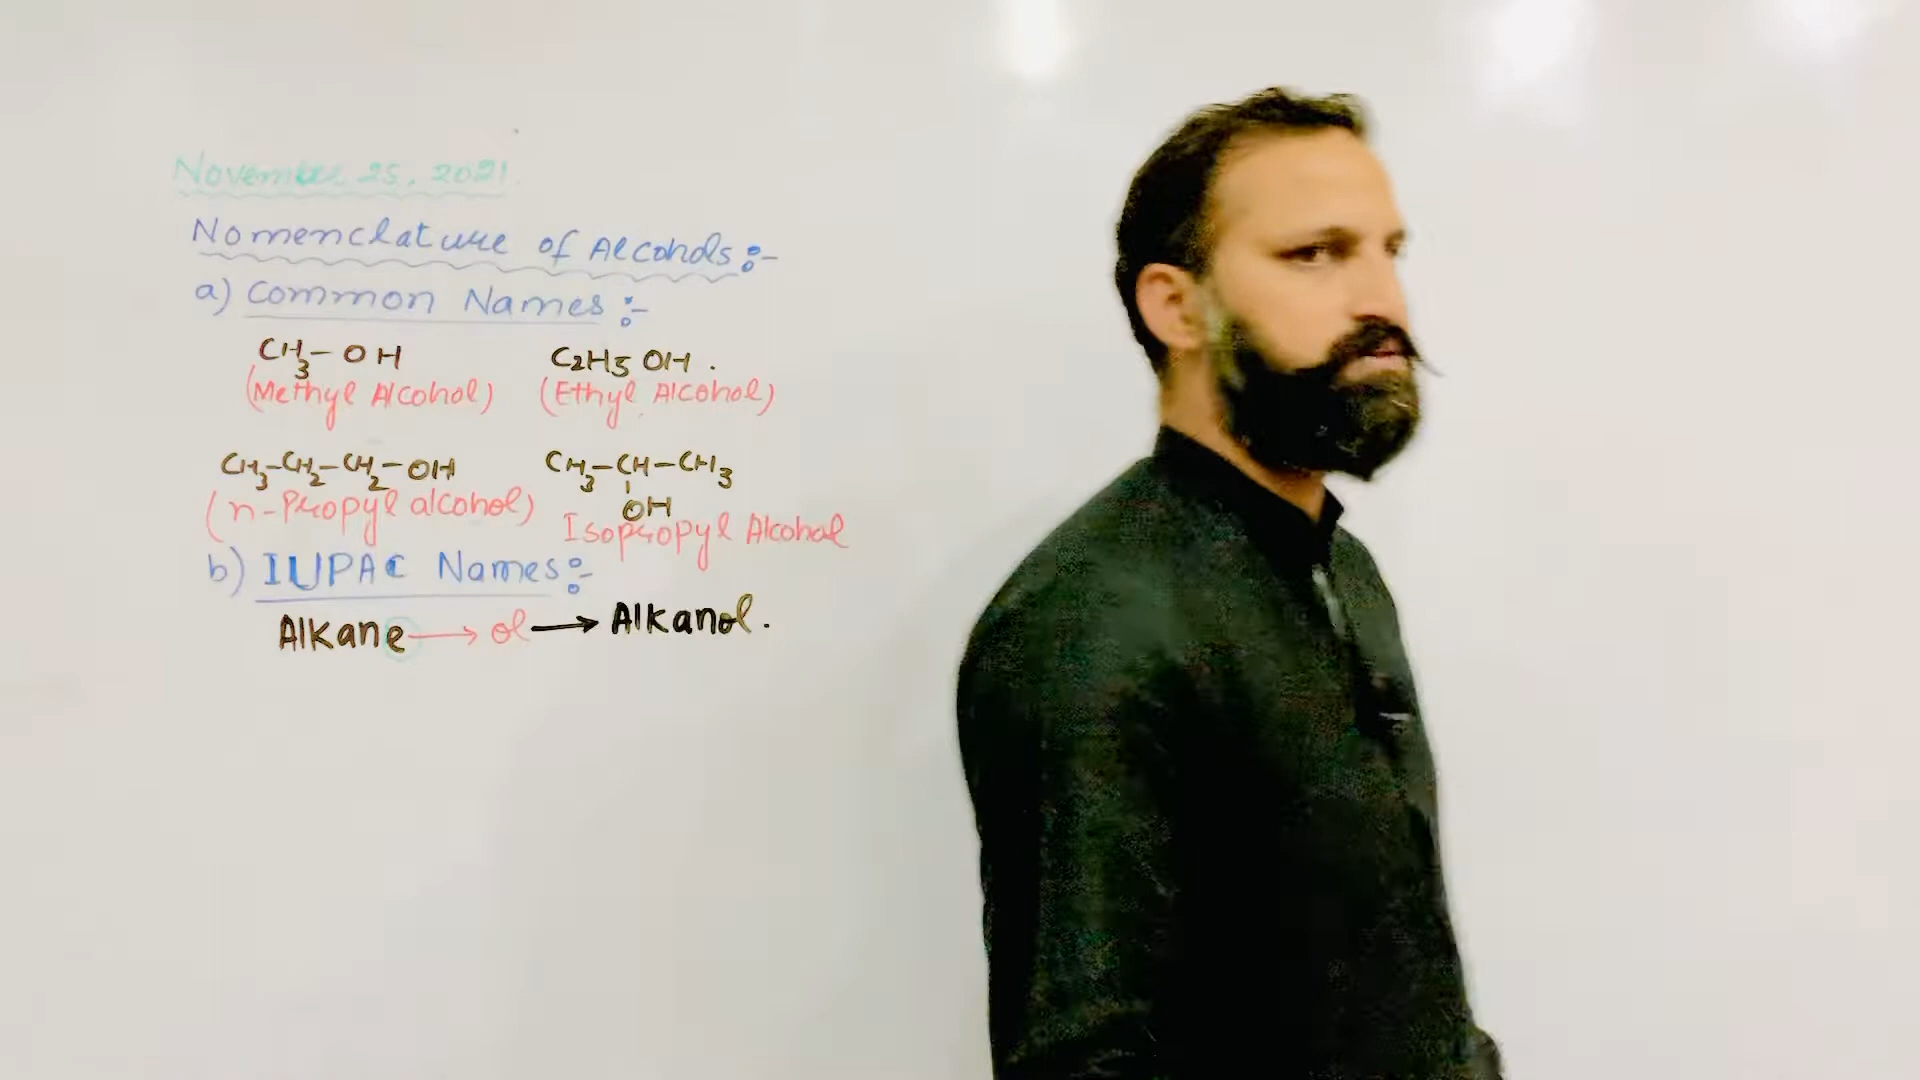 November 25, 2021.
Nomenclature of Alcohols :-
a) Common Names :-
CH3-OH C2H5OH.
(Methyl Alcohol) (Ethyl Alcohol)
CH3-CH2-CH2-OH CH3-CH-CH3
OH
(n-Propyl alcohol) Isopropyl Alcohol
b) IUPAC Names :-
Alkane → ol → Alkanol.